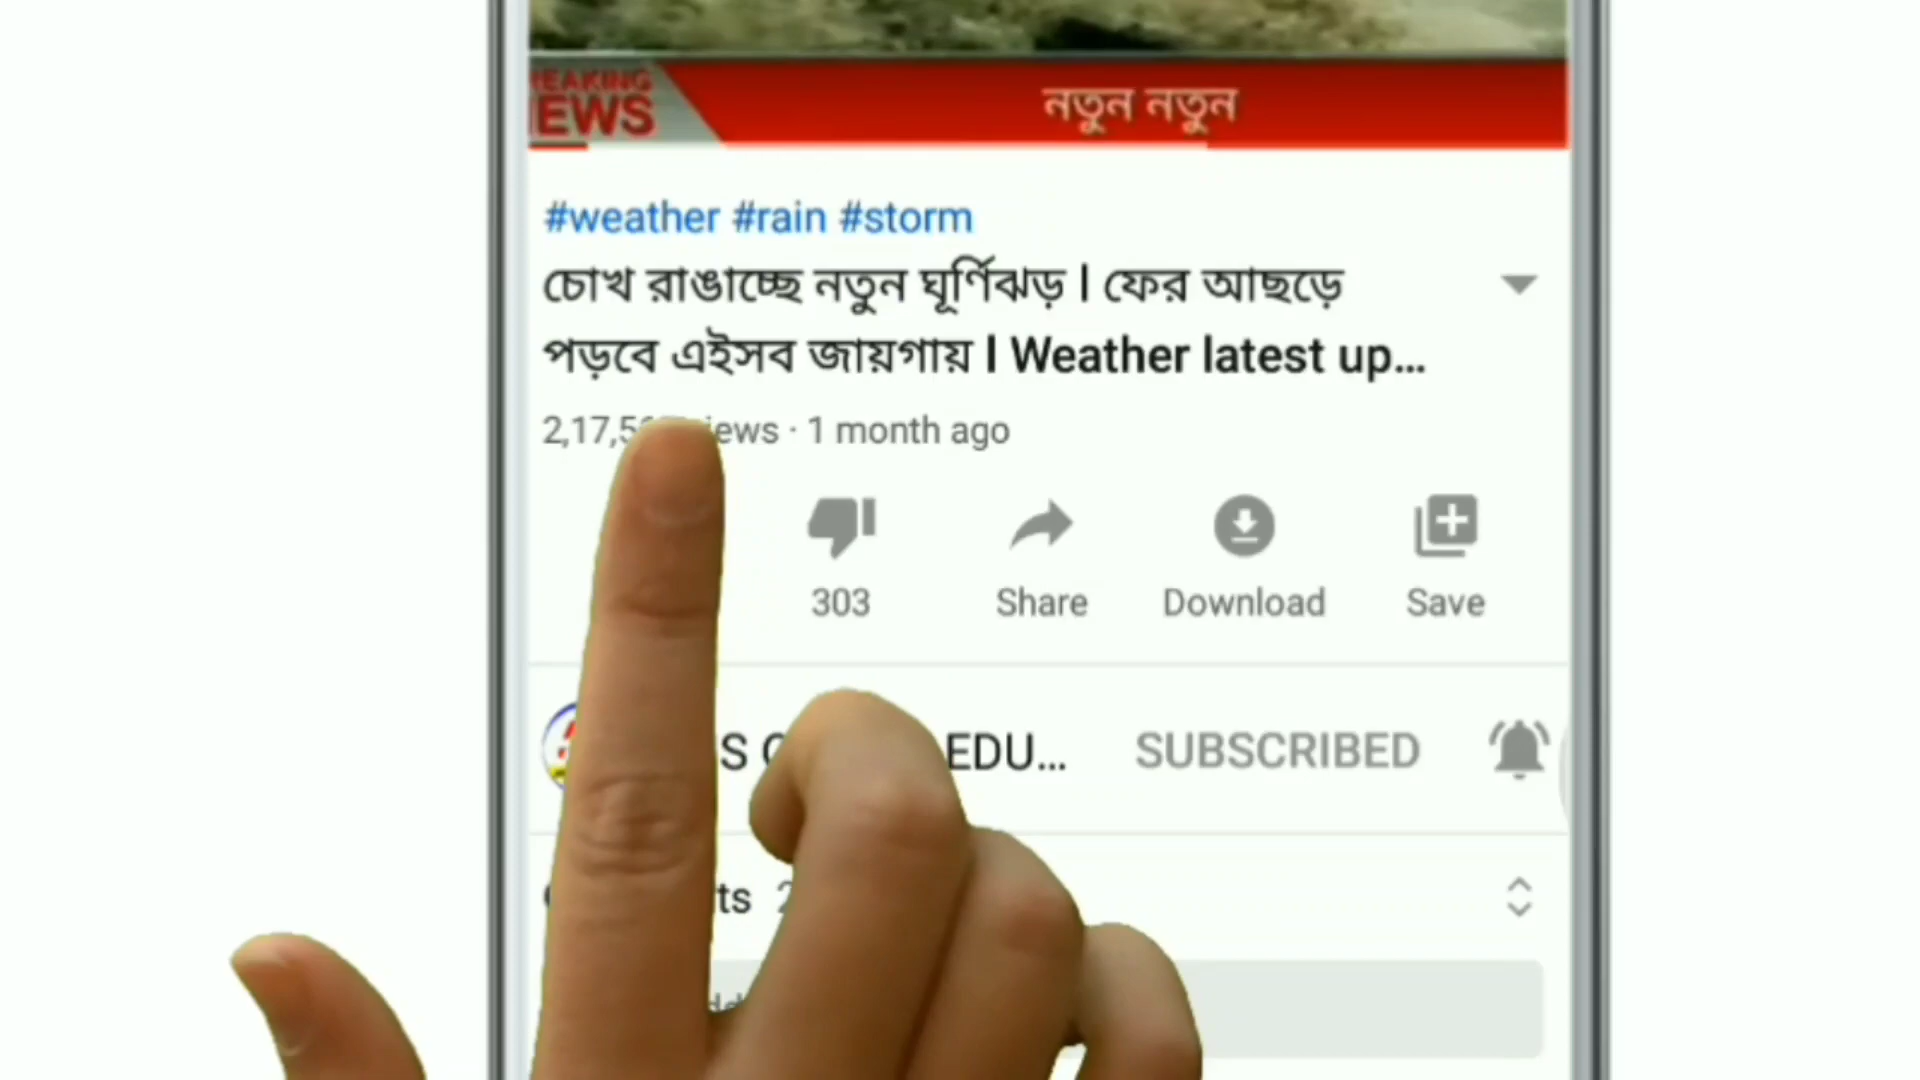 NEWS
নতুন নতুন
#weather #rain #storm
চোখ রাঙাচ্ছে নতুন ঘূর্ণিঝড় l ফের আছড়ে
পড়বে এইসব জায়গায় l Weather latest up...
1 month ago
303 Share Download Save
EDU... SUBSCRIBED